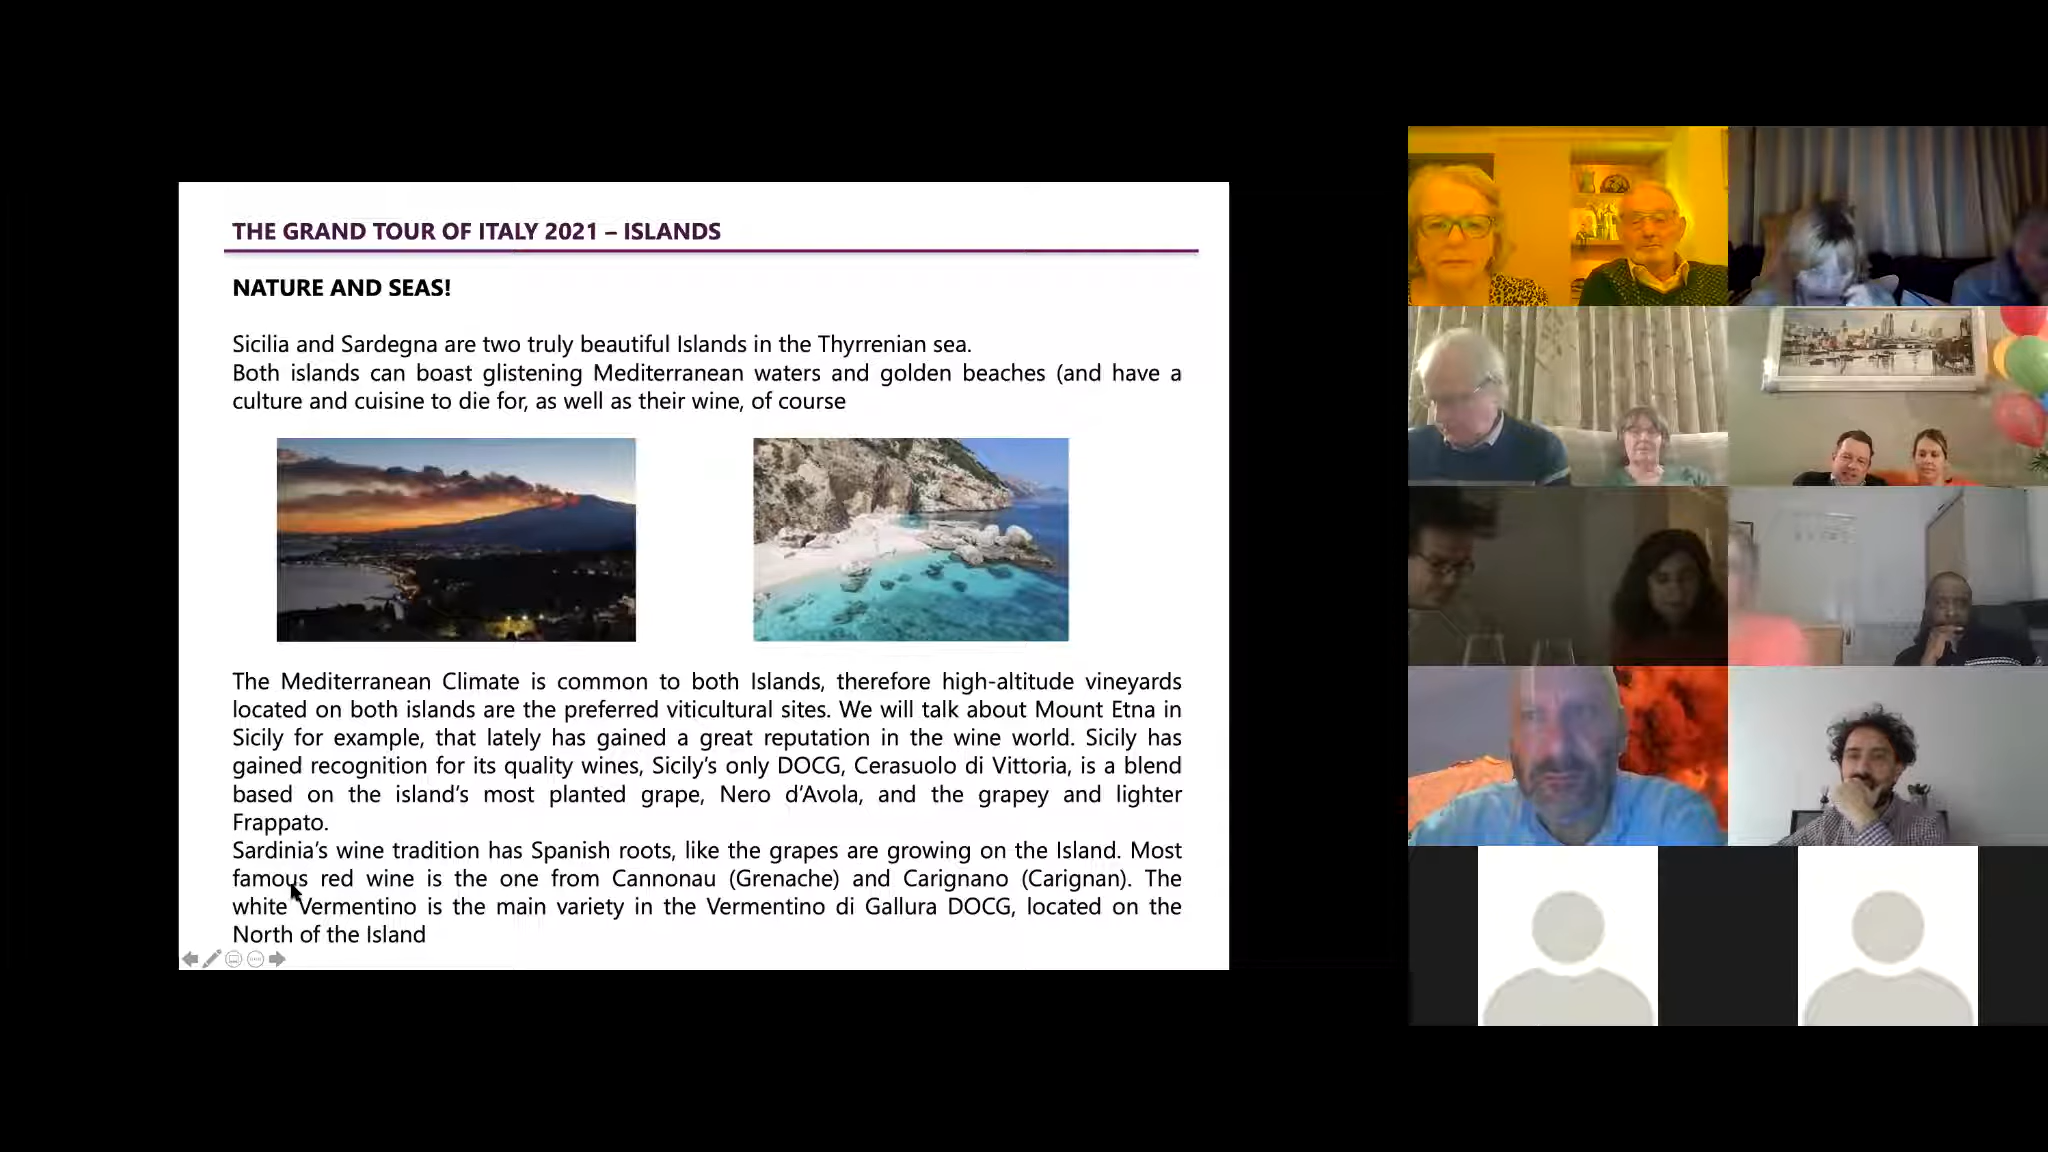 THE GRAND TOUR OF ITALY 2021 – ISLANDS
NATURE AND SEAS!
Sicilia and Sardegna are two truly beautiful Islands in the Thyrrenian sea.
Both islands can boast glistening Mediterranean waters and golden beaches (and have a
culture and cuisine to die for, as well as their wine, of course
The Mediterranean Climate is common to both Islands, therefore high-altitude vineyards
located on both islands are the preferred viticultural sites. We will talk about Mount Etna in
Sicily for example, that lately has gained a great reputation in the wine world. Sicily has
gained recognition for its quality wines, Sicily’s only DOCG, Cerasuolo di Vittoria, is a blend
based on the island’s most planted grape, Nero d’Avola, and the grapey and lighter
Frappato.
Sardinia’s wine tradition has Spanish roots, like the grapes are growing on the Island. Most
famous red wine is the one from Cannonau (Grenache) and Carignano (Carignan). The
white Vermentino is the main variety in the Vermentino di Gallura DOCG, located on the
North of the Island